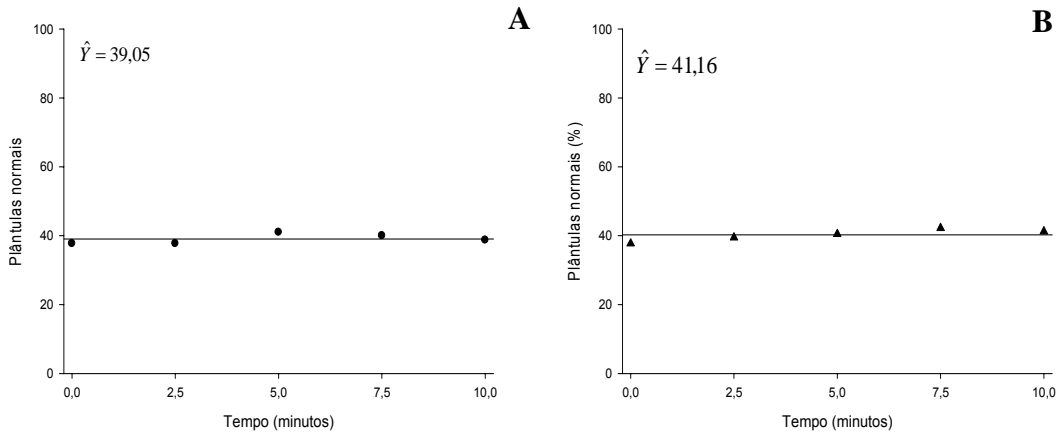 A
Ŷ = 39,05
100
80
60
40
20
0
Plântulas normais
0,0 2,5 5,0 7,5 10,0
Tempo (minutos)
B
Ŷ = 41,16
100
80
60
40
20
0
Plântulas normais (%)
0,0 2,5 5,0 7,5 10,0
Tempo (minutos)